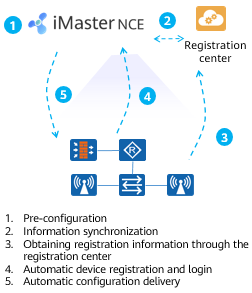 1
iMaster NCE
2
Registration
center
5
4
3
R
1. Pre-configuration
2. Information synchronization
3. Obtaining registration information through the
registration center
4. Automatic device registration and login
5. Automatic configuration delivery